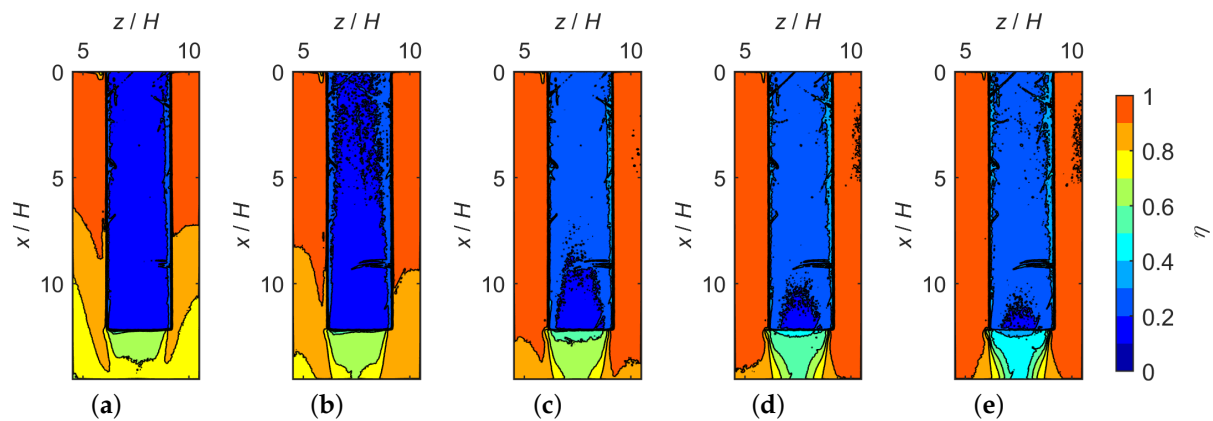 z / H z / H z / H z / H z / H
5 10 5 10 5 10 5 10 5 10
0 0 0 0 0 1
0.8
5 5 5 5 5 0.6
x / H x / H x / H x / H x / H η
0.4
10 10 10 10 10
0.2
0
(a) (b) (c) (d) (e)